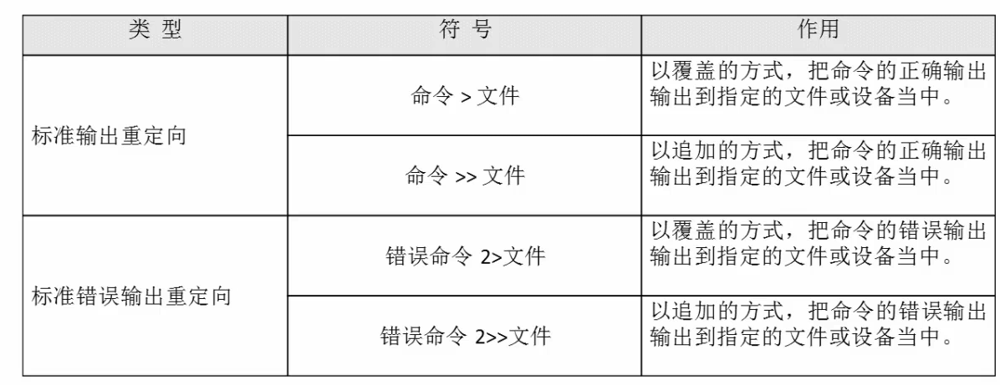 类 型
符 号
作用
标准输出重定向
命令 > 文件
以覆盖的方式，把命令的正确输出
输出到指定的文件或设备当中。
命令 >> 文件
以追加的方式，把命令的正确输出
输出到指定的文件或设备当中。
标准错误输出重定向
错误命令 2>文件
以覆盖的方式，把命令的错误输出
输出到指定的文件或设备当中。
错误命令 2>>文件
以追加的方式，把命令的错误输出
输出到指定的文件或设备当中。